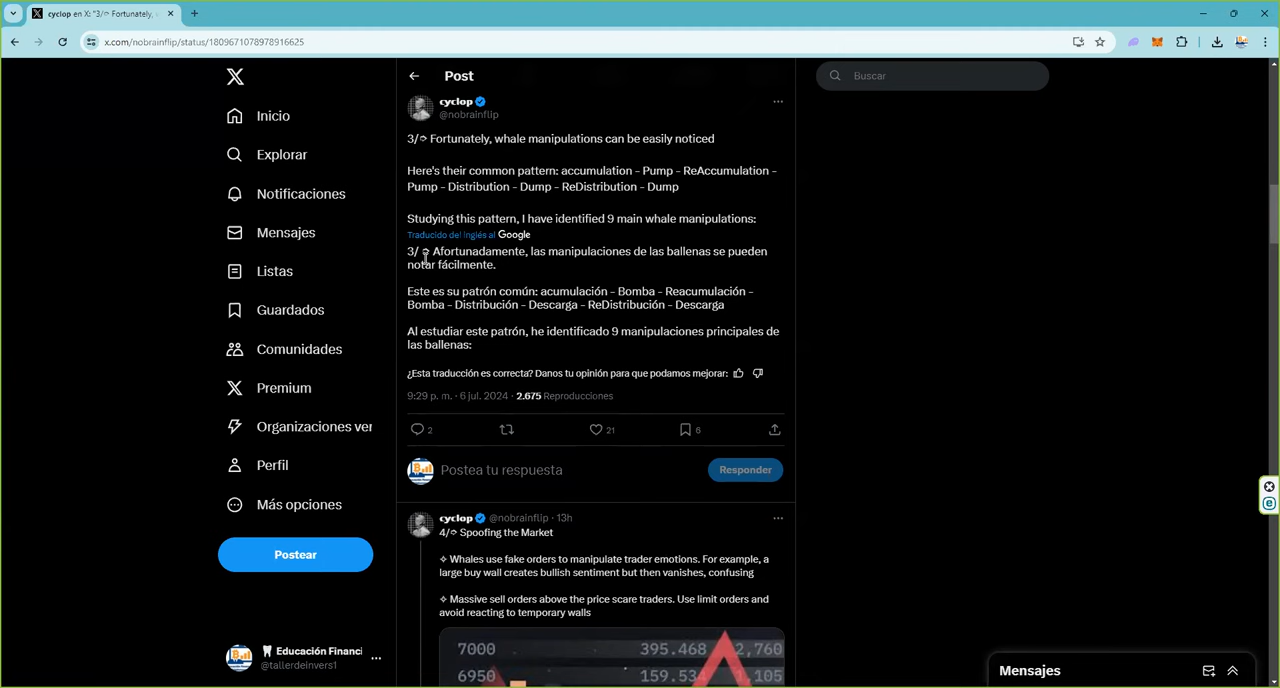 cyclop en X: "3/ Fortunately,
x.com/nobrainflip/status/1809671078978916625
Inicio
Explorar
Notificaciones
Mensajes
Listas
Guardados
Comunidades
Premium
Organizaciones ver
Perfil
Más opciones
Postear
Educación Financi
@tallerdeinvers1
Post
cyclop
@nobrainflip
3/ Fortunately, whale manipulations can be easily noticed
Here's their common pattern: accumulation - Pump - ReAccumulation -
Pump - Distribution - Dump - ReDistribution - Dump
Studying this pattern, I have identified 9 main whale manipulations:
Traducido del inglés al Google
3/ Afortunadamente, las manipulaciones de las ballenas se pueden
notar fácilmente.
Este es su patrón común: acumulación - Bomba - Reacumulación -
Bomba - Distribución - Descarga - ReDistribución - Descarga
Al estudiar este patrón, he identificado 9 manipulaciones principales de
las ballenas:
¿Esta traducción es correcta? Danos tu opinión para que podamos mejorar:
9:29 p. m. · 6 jul. 2024 · 2.675 Reproducciones
2 21 6
Postea tu respuesta
Responder
cyclop @nobrainflip · 13h
4/ Spoofing the Market
✧ Whales use fake orders to manipulate trader emotions. For example, a
large buy wall creates bullish sentiment but then vanishes, confusing
✧ Massive sell orders above the price scare traders. Use limit orders and
avoid reacting to temporary walls
7000 395.468 2,760
6950 159.534 1,105
Buscar
Mensajes